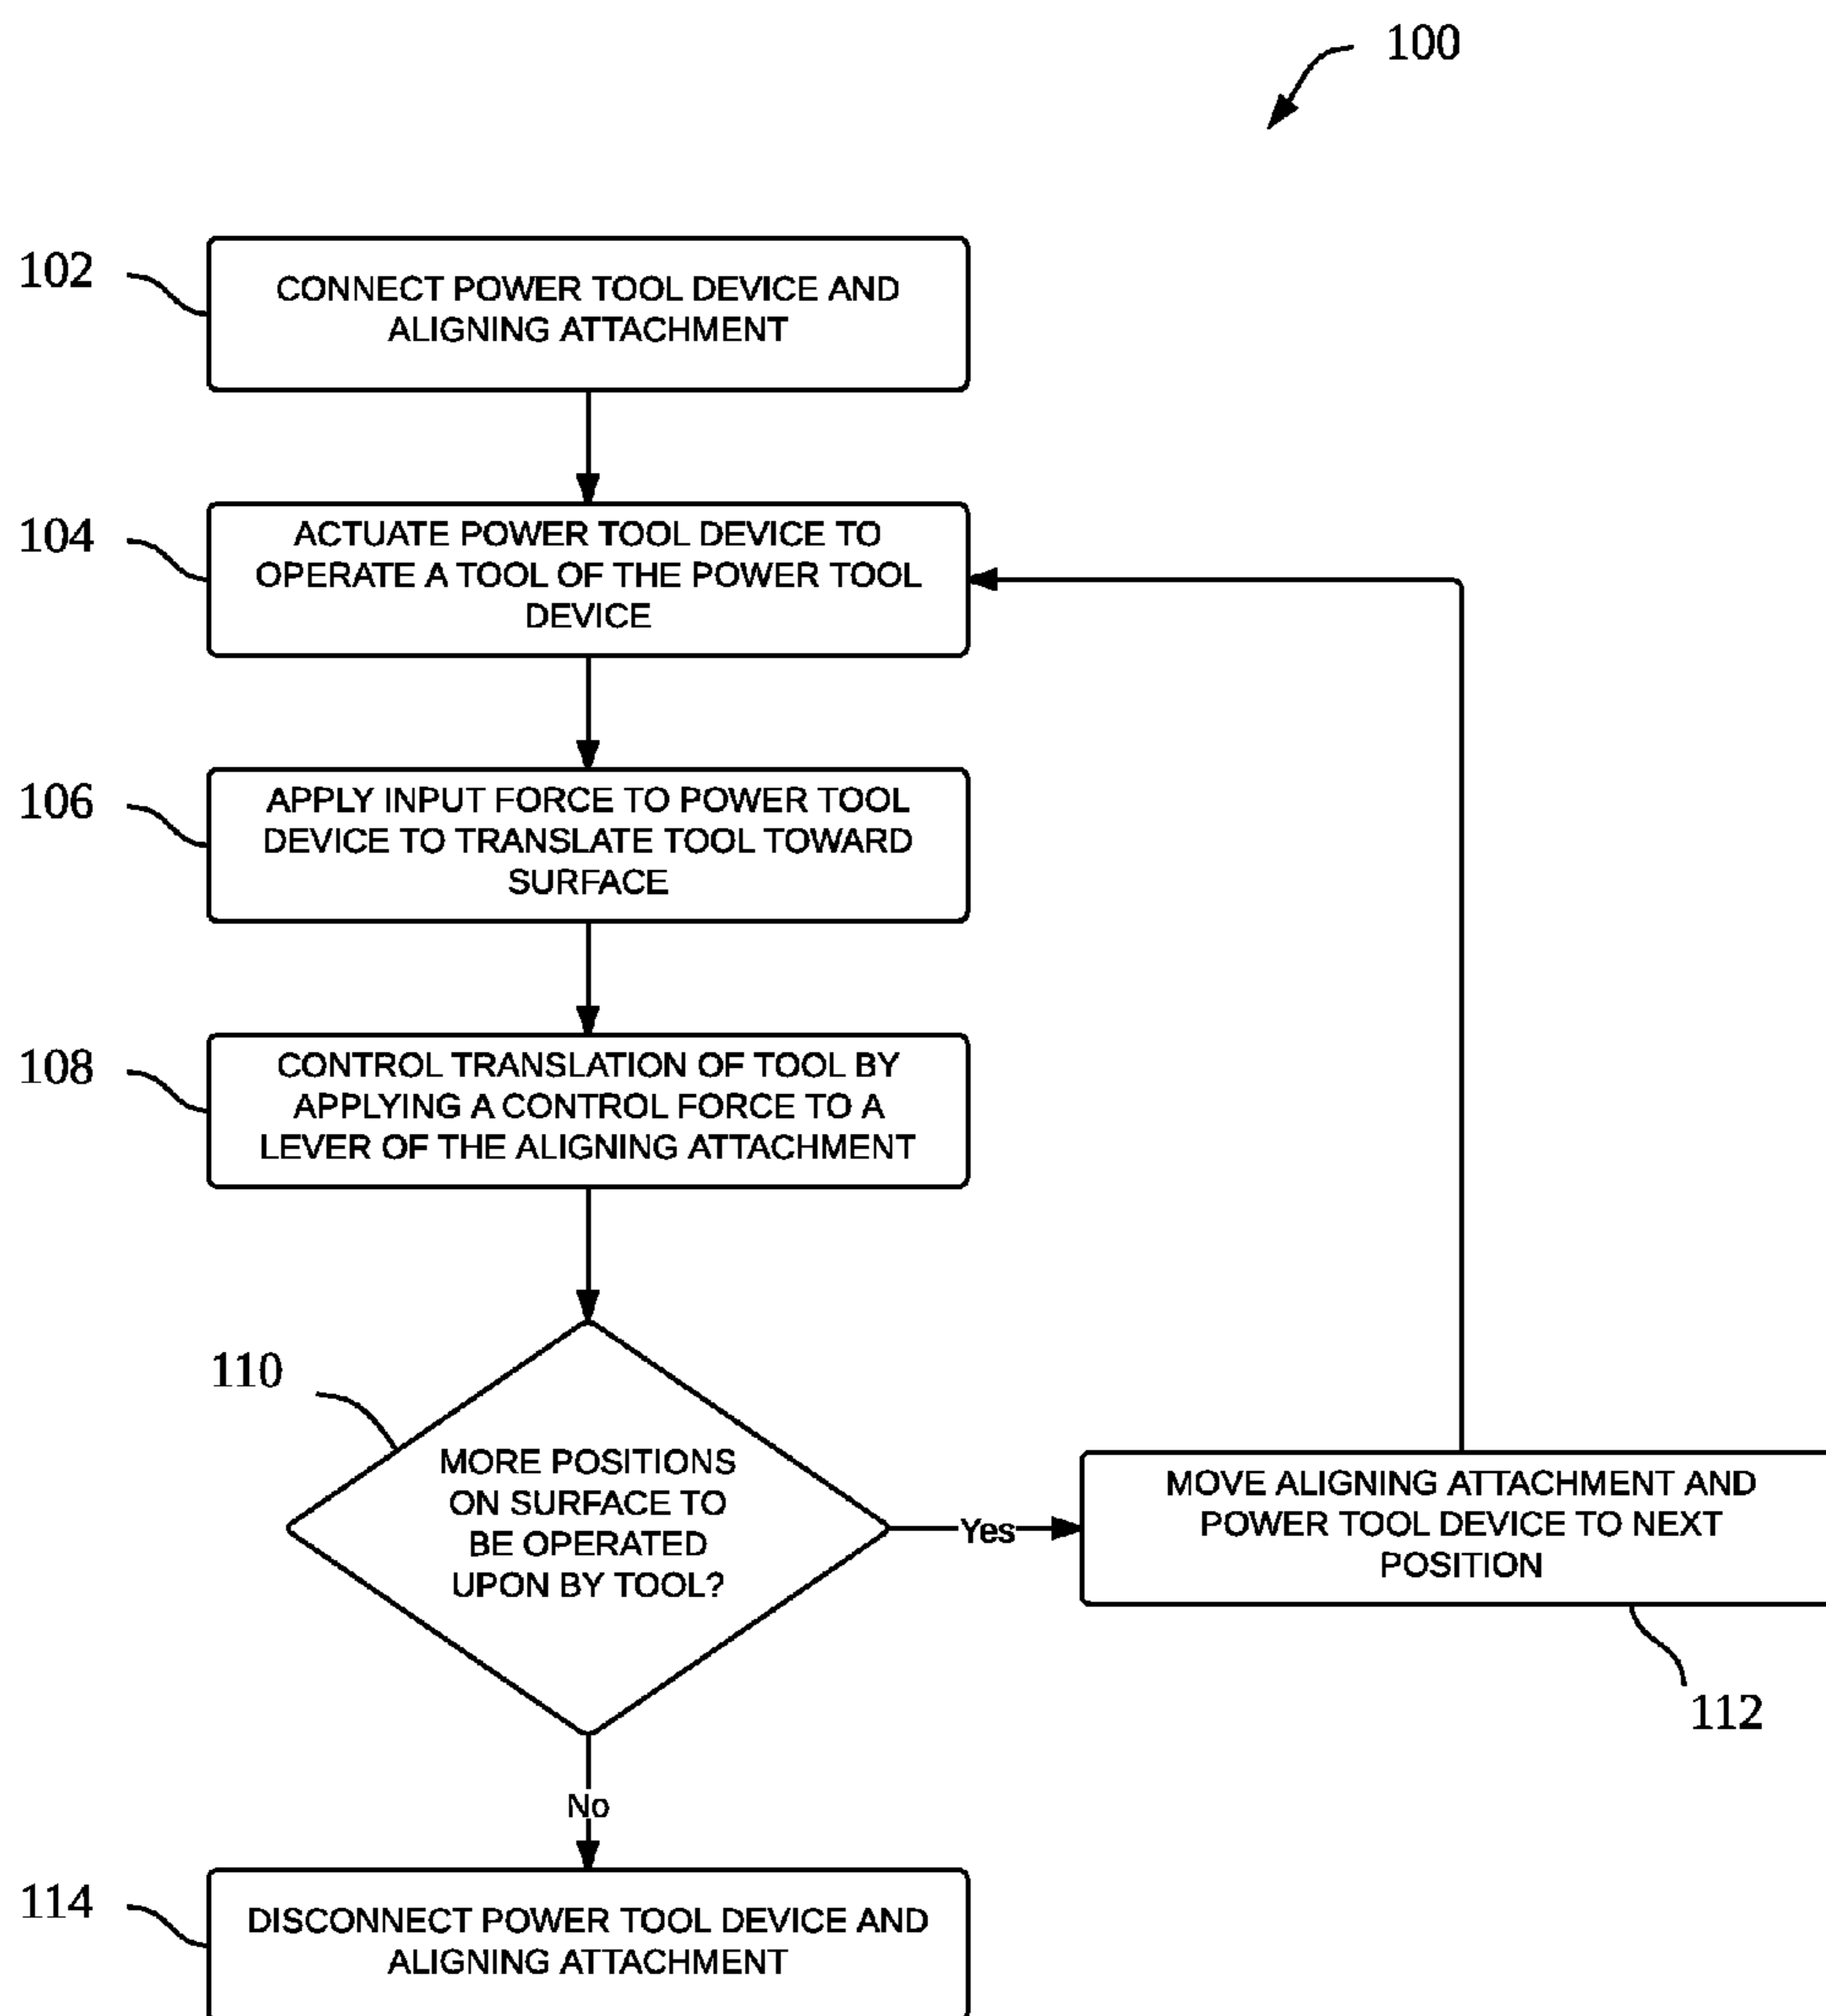 100
102
CONNECT POWER TOOL DEVICE AND
ALIGNING ATTACHMENT
104
ACTUATE POWER TOOL DEVICE TO
OPERATE A TOOL OF THE POWER TOOL
DEVICE
106
APPLY INPUT FORCE TO POWER TOOL
DEVICE TO TRANSLATE TOOL TOWARD
SURFACE
108
CONTROL TRANSLATION OF TOOL BY
APPLYING A CONTROL FORCE TO A
LEVER OF THE ALIGNING ATTACHMENT
110
MORE POSITIONS
ON SURFACE TO
BE OPERATED
UPON BY TOOL?
Yes
MOVE ALIGNING ATTACHMENT AND
POWER TOOL DEVICE TO NEXT
POSITION
112
No
114
DISCONNECT POWER TOOL DEVICE AND
ALIGNING ATTACHMENT